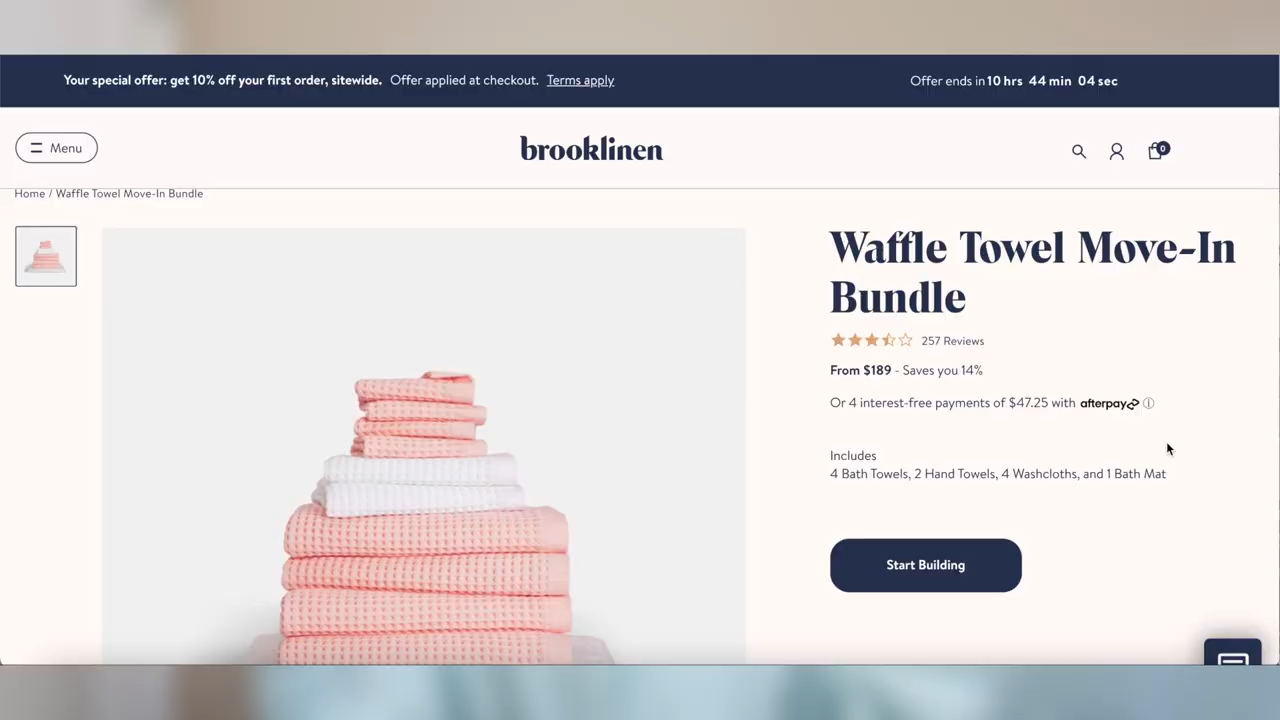 Your special offer: get 10% off your first order, sitewide. Offer applied at checkout. Terms apply
Offer ends in 10 hrs 44 min 04 sec
Menu
brooklinen
0
Home / Waffle Towel Move-In Bundle
Waffle Towel Move-In
Bundle
257 Reviews
From $189 - Saves you 14%
Or 4 interest-free payments of $47.25 with afterpay
Includes
4 Bath Towels, 2 Hand Towels, 4 Washcloths, and 1 Bath Mat
Start Building